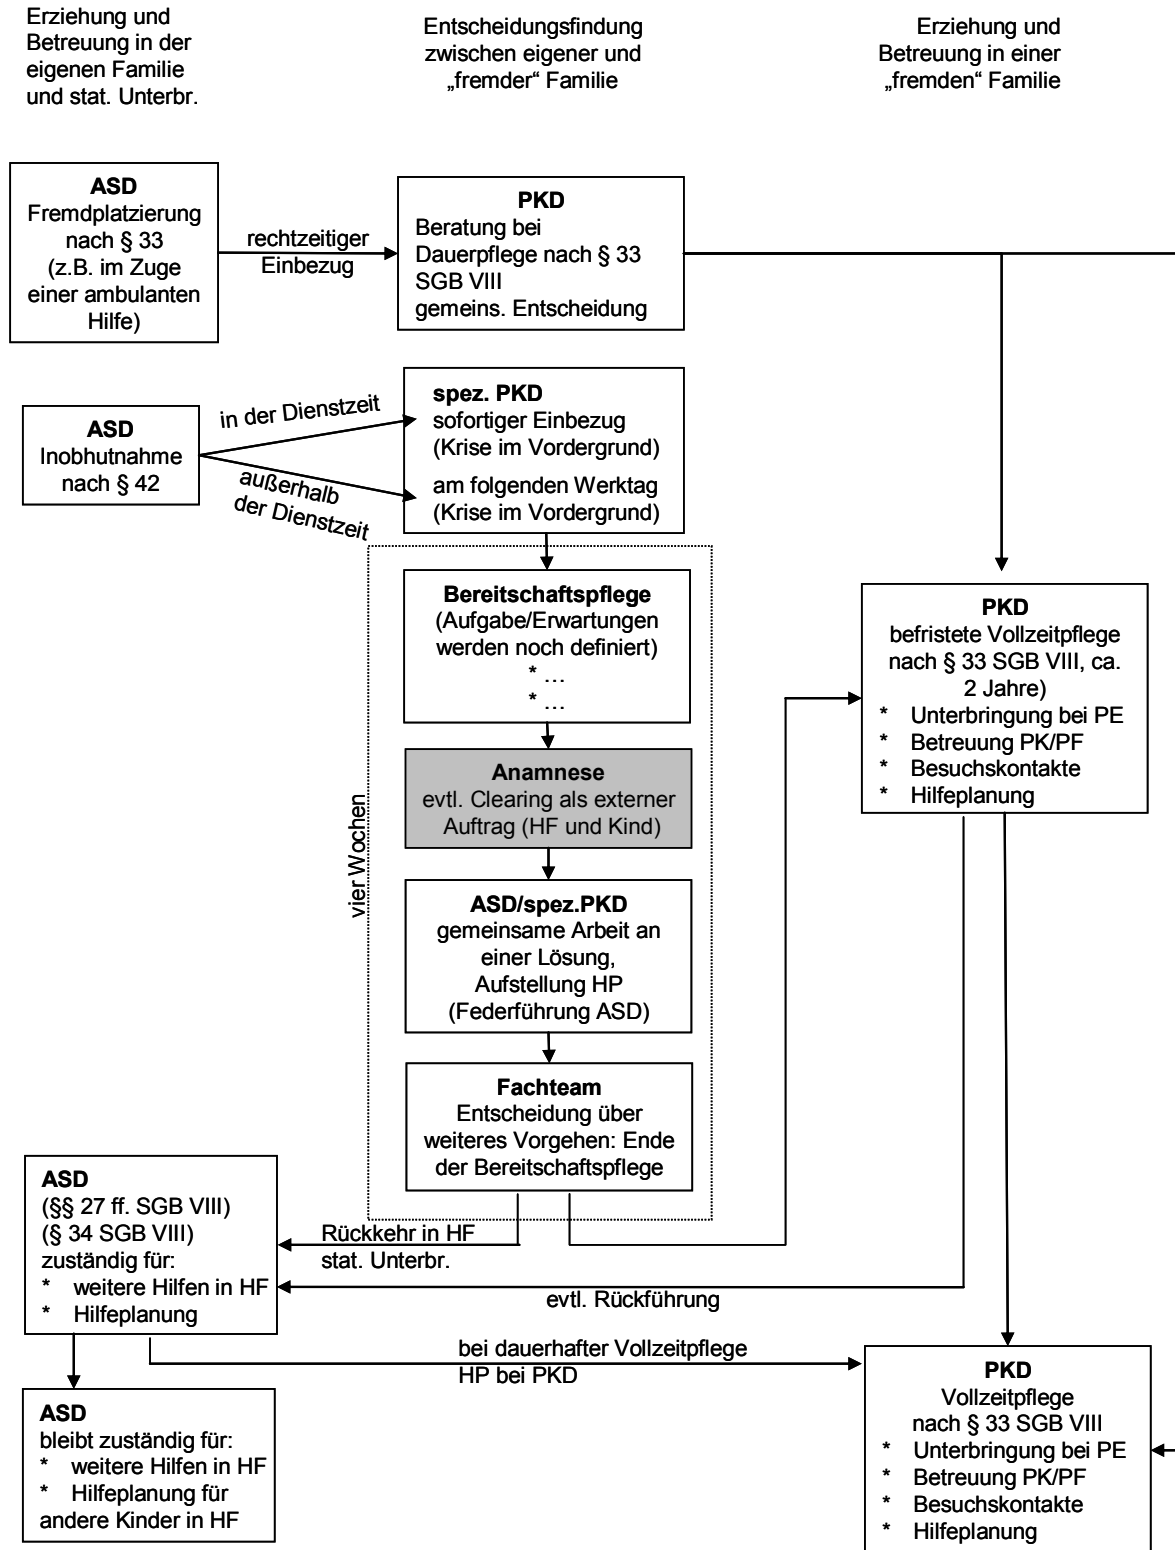 Erziehung und
Betreuung in der
eigenen Familie
und stat. Unterbr.
Entscheidungsfindung
zwischen eigener und
„fremder“ Familie
Erziehung und
Betreuung in einer
„fremden“ Familie
ASD
Fremdplatzierung
nach § 33
(z.B. im Zuge
einer ambulanten
Hilfe)
rechtzeitiger
Einbezug
PKD
Beratung bei
Dauerpflege nach § 33
SGB VIII
gemeins. Entscheidung
ASD
Inobhutnahme
nach § 42
in der Dienstzeit
außerhalb
der Dienstzeit
spez. PKD
sofortiger Einbezug
(Krise im Vordergrund)
am folgenden Werktag
(Krise im Vordergrund)
vier Wochen
Bereitschaftspflege
(Aufgabe/Erwartungen
werden noch definiert)
* …
* …
Anamnese
evtl. Clearing als externer
Auftrag (HF und Kind)
ASD/spez.PKD
gemeinsame Arbeit an
einer Lösung,
Aufstellung HP
(Federführung ASD)
Fachteam
Entscheidung über
weiteres Vorgehen: Ende
der Bereitschaftspflege
PKD
befristete Vollzeitpflege
nach § 33 SGB VIII, ca.
2 Jahre)
* Unterbringung bei PE
* Betreuung PK/PF
* Besuchskontakte
* Hilfeplanung
ASD
(§§ 27 ff. SGB VIII)
(§ 34 SGB VIII)
zuständig für:
* weitere Hilfen in HF
* Hilfeplanung
Rückkehr in HF
stat. Unterbr.
evtl. Rückführung
bei dauerhafter Vollzeitpflege
HP bei PKD
ASD
bleibt zuständig für:
* weitere Hilfen in HF
* Hilfeplanung für
andere Kinder in HF
PKD
Vollzeitpflege
nach § 33 SGB VIII
* Unterbringung bei PE
* Betreuung PK/PF
* Besuchskontakte
* Hilfeplanung